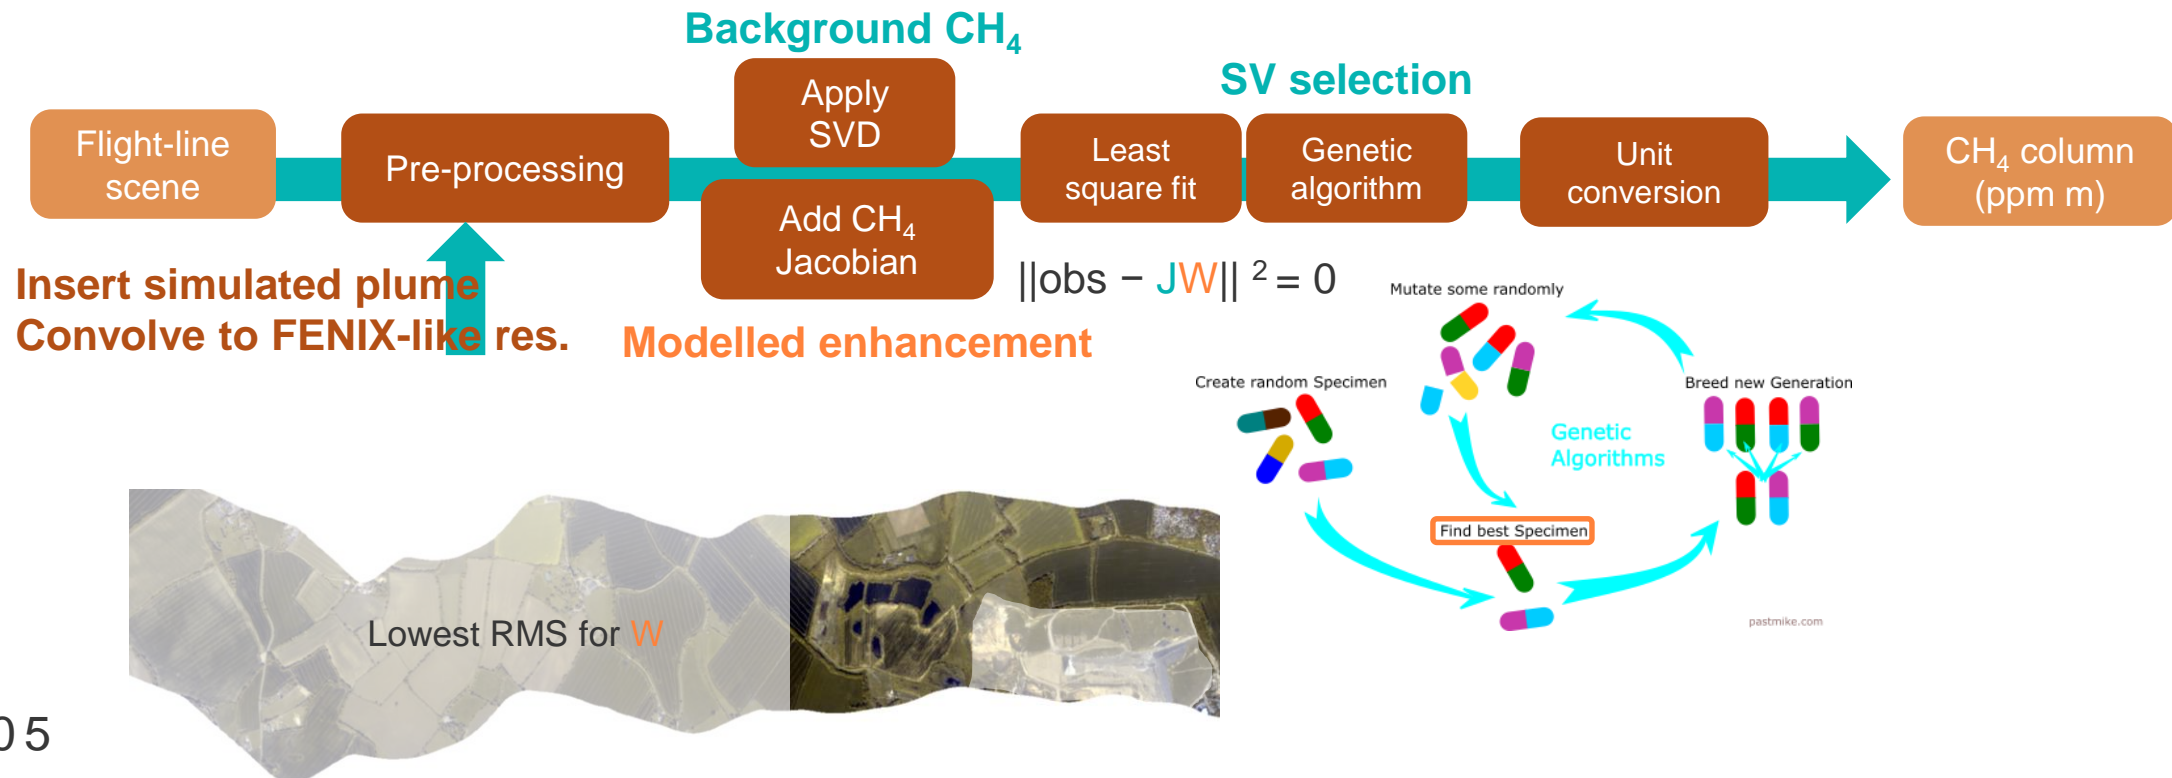 Background CH₄
SV selection
Flight-line
scene
Pre-processing
Apply
SVD
Add CH₄
Jacobian
Least
square fit
Genetic
algorithm
Unit
conversion
CH₄ column
(ppm m)
Insert simulated plume
Convolve to FENIX-like res.
Modelled enhancement
||obs − JW|| ² = 0
Mutate some randomly
Create random Specimen
Breed new Generation
Genetic
Algorithms
Find best Specimen
pastmike.com
Lowest RMS for W
05